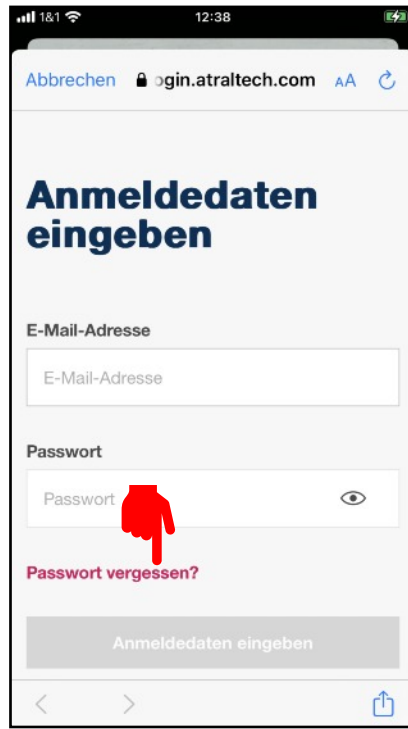 1&1 12:38
Abbrechen gin.atraltech.com AA
Anmeldedaten
eingeben
E-Mail-Adresse
E-Mail-Adresse
Passwort
Passwort
Passwort vergessen?
Anmeldedaten eingeben